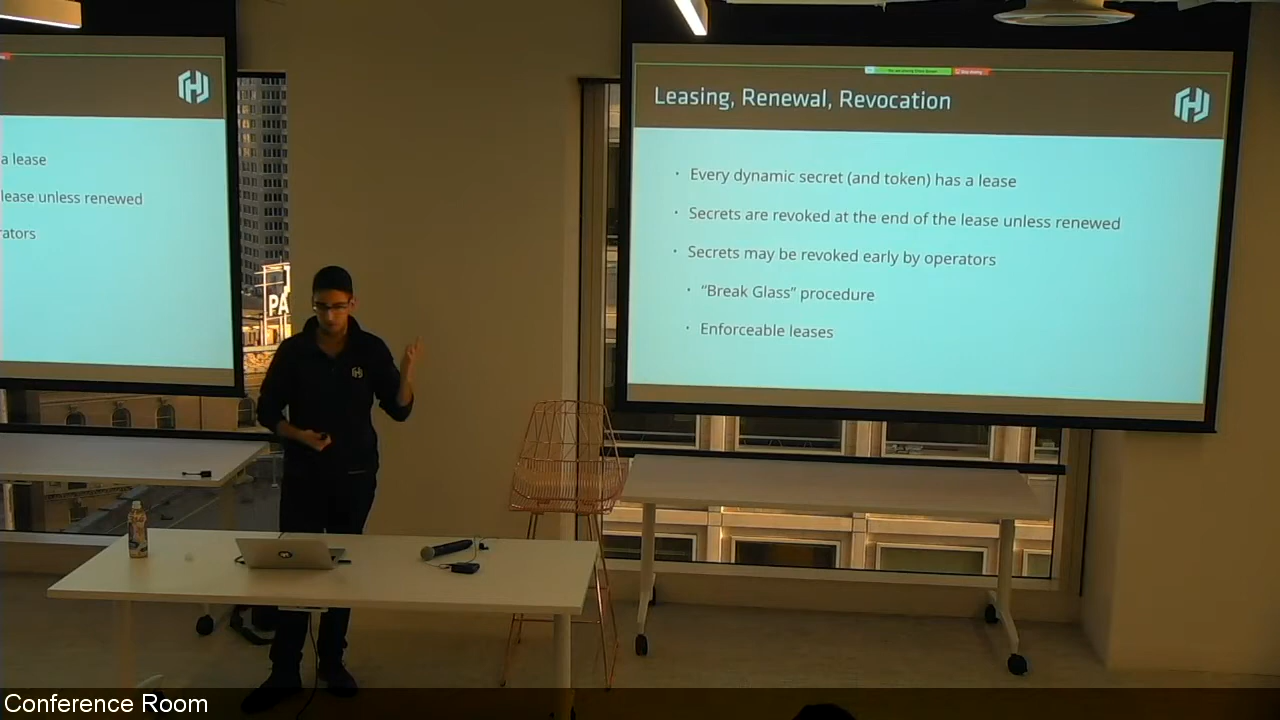 a lease
lease unless renewed
rators
PA
Leasing, Renewal, Revocation
· Every dynamic secret (and token) has a lease
· Secrets are revoked at the end of the lease unless renewed
· Secrets may be revoked early by operators
· “Break Glass” procedure
· Enforceable leases
Conference Room